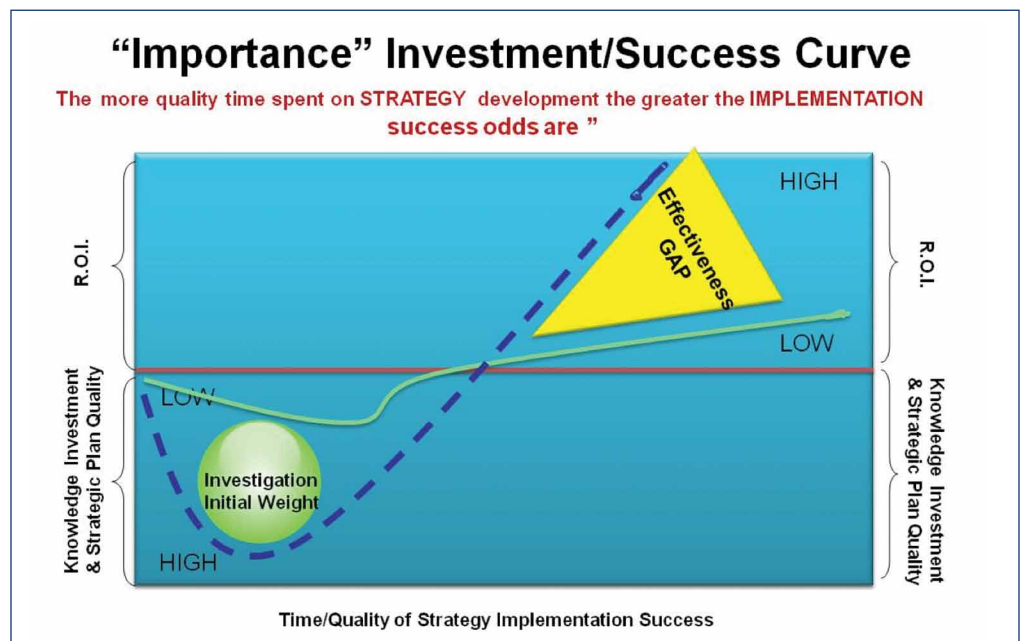 “Importance” Investment/Success Curve
The more quality time spent on STRATEGY development the greater the IMPLEMENTATION
success odds are ”
HIGH
R.O.I.
Effectiveness
GAP
R.O.I.
LOW
Knowledge Investment
& Strategic Plan Quality
LOW
Investigation
Initial Weight
HIGH
Knowledge Investment
& Strategic Plan Quality
Time/Quality of Strategy Implementation Success